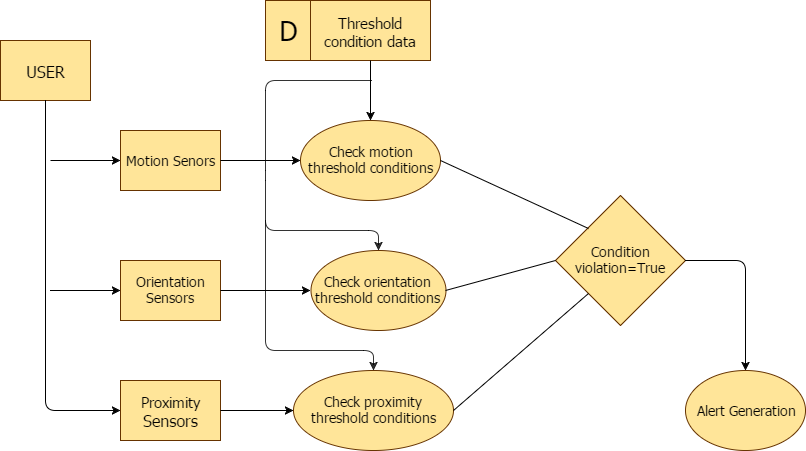 D
Threshold
condition data
USER
Motion Senors
Check motion
threshold conditions
Orientation
Sensors
Check orientation
threshold conditions
Condition
violation=True
Proximity
Sensors
Check proximity
threshold conditions
Alert Generation